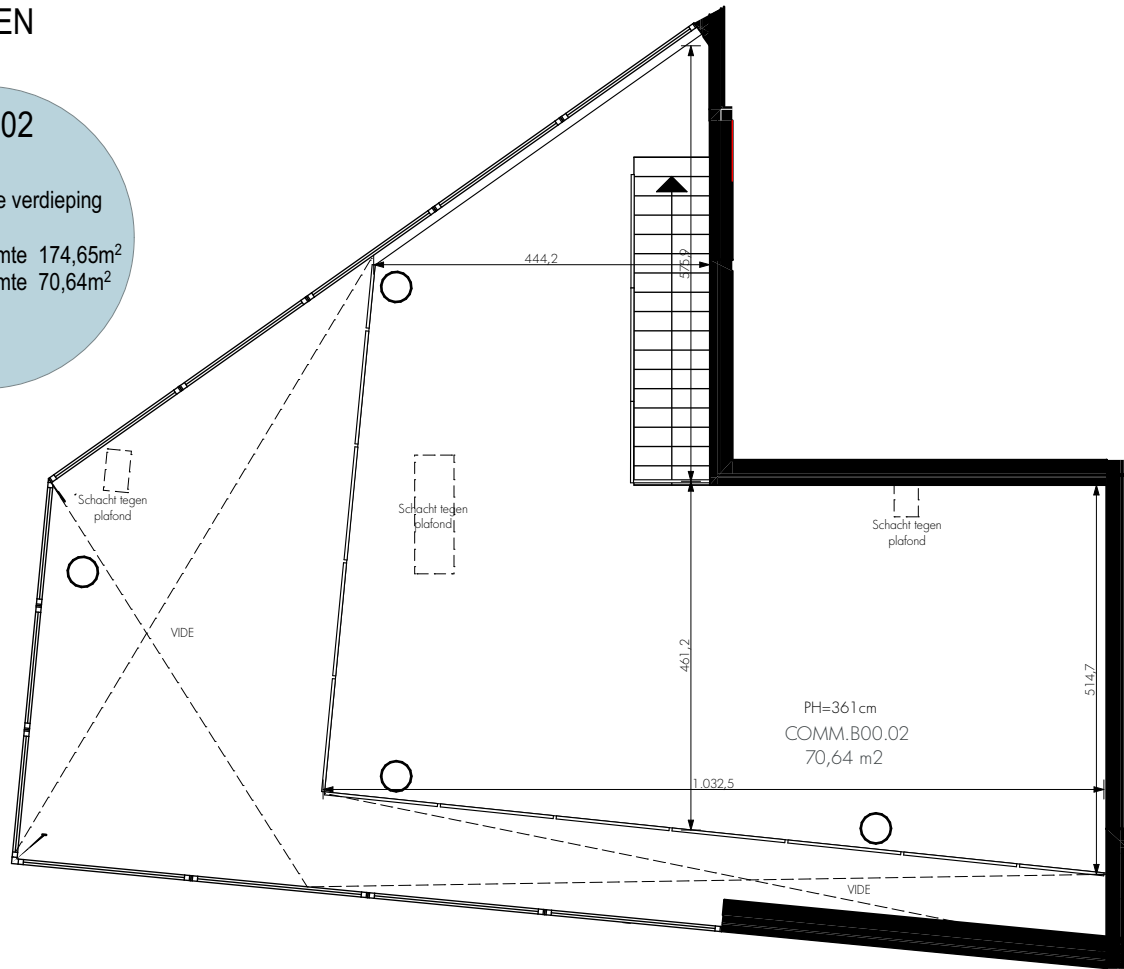 EN
02
e verdieping
mte 174,65m²
mte 70,64m²
444,2
575,9
Schacht tegen
plafond
Schacht tegen
plafond
Schacht tegen
plafond
VIDE
461,2
514,7
PH=361cm
COMM.B00.02
70,64 m2
1.032,5
VIDE